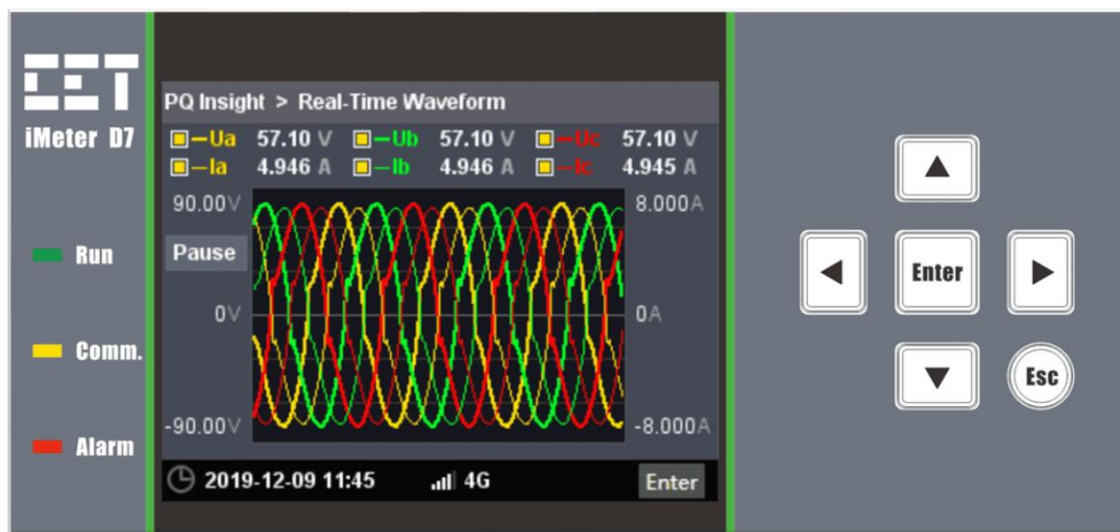 CET
iMeter D7
Run
Comm.
Alarm
PQ Insight > Real-Time Waveform
Ua 57.10 V Ub 57.10 V Uc 57.10 V
Ia 4.946 A Ib 4.946 A Ic 4.945 A
90.00V 8.000A
Pause
0V 0A
-90.00V -8.000A
2019-12-09 11:45 4G Enter
Enter
Esc